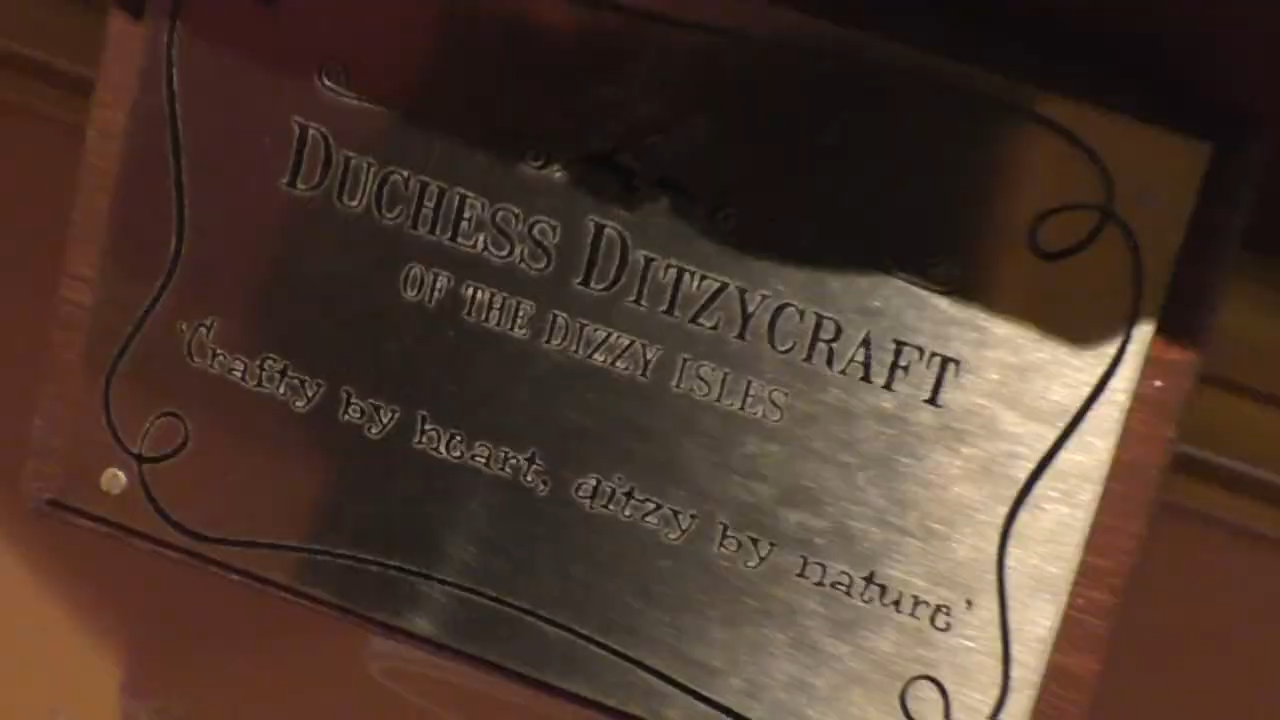 DUCHESS DITZYCRAFT
OF THE DIZZY ISLES
'Crafty by heart, ditzy by nature'